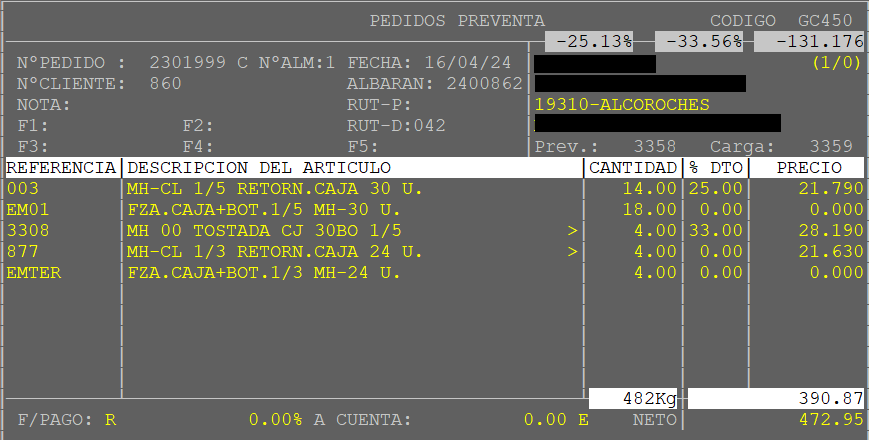 PEDIDOS PREVENTA CODIGO GC450
-25.13% -33.56% -131.176
NºPEDIDO : 2301999 C NºALM:1 FECHA: 16/04/24 (1/0)
NºCLIENTE: 860 ALBARAN: 2400862
NOTA: RUT-P: 19310-ALCOROCHES
F1: F2: RUT-D:042
F3: F4: F5: Prev.: 3358 Carga: 3359
REFERENCIA DESCRIPCION DEL ARTICULO CANTIDAD % DTO PRECIO
003 MH-CL 1/5 RETORN.CAJA 30 U. 14.00 25.00 21.790
EM01 FZA.CAJA+BOT.1/5 MH-30 U. 18.00 0.00 0.000
3308 MH 00 TOSTADA CJ 30BO 1/5 > 4.00 33.00 28.190
877 MH-CL 1/3 RETORN.CAJA 24 U. > 4.00 0.00 21.630
EMTER FZA.CAJA+BOT.1/3 MH-24 U. 4.00 0.00 0.000
482Kg 390.87
F/PAGO: R 0.00% A CUENTA: 0.00 E NETO 472.95